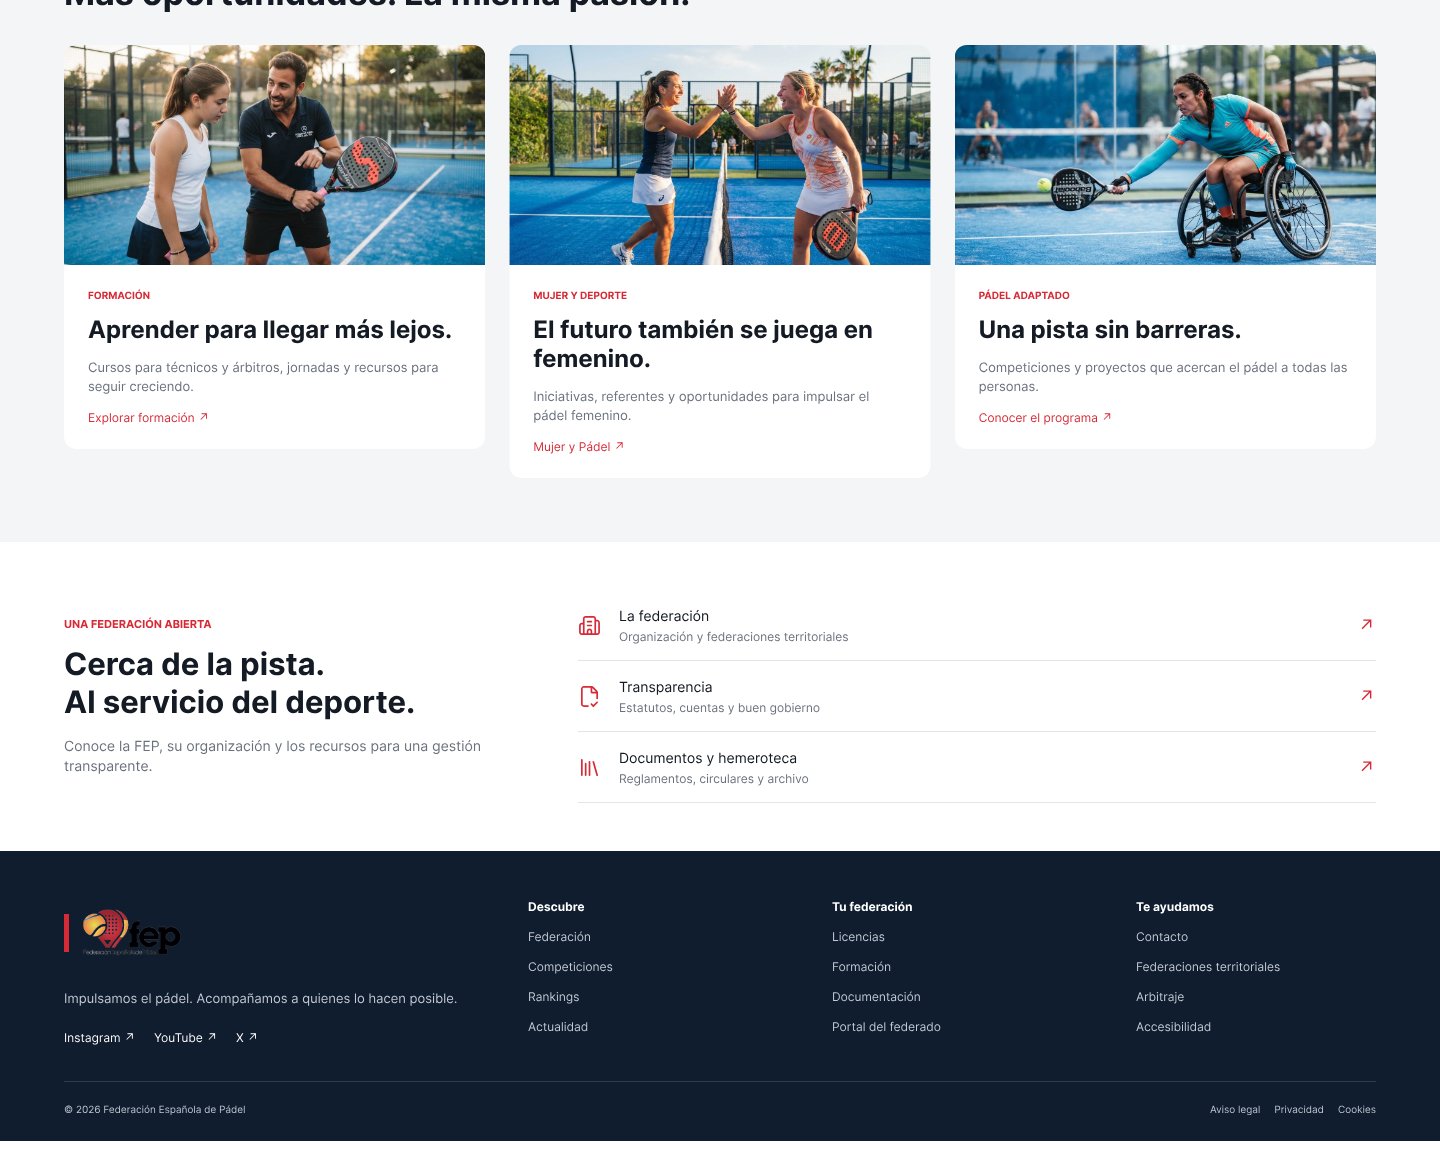 Más oportunidades. La misma pasión.
FORMACIÓN
Aprender para llegar más lejos.
Cursos para técnicos y árbitros, jornadas y recursos para
seguir creciendo.
Explorar formación ↗
MUJER Y DEPORTE
El futuro también se juega en
femenino.
Iniciativas, referentes y oportunidades para impulsar el
pádel femenino.
Mujer y Pádel ↗
PÁDEL ADAPTADO
Una pista sin barreras.
Competiciones y proyectos que acercan el pádel a todas las
personas.
Conocer el programa ↗
UNA FEDERACIÓN ABIERTA
Cerca de la pista.
Al servicio del deporte.
Conoce la FEP, su organización y los recursos para una gestión
transparente.
La federación
Organización y federaciones territoriales
Transparencia
Estatutos, cuentas y buen gobierno
Documentos y hemeroteca
Reglamentos, circulares y archivo
fep
Impulsamos el pádel. Acompañamos a quienes lo hacen posible.
Instagram ↗ YouTube ↗ X ↗
Descubre
Federación
Competiciones
Rankings
Actualidad
Tu federación
Licencias
Formación
Documentación
Portal del federado
Te ayudamos
Contacto
Federaciones territoriales
Arbitraje
Accesibilidad
© 2026 Federación Española de Pádel
Aviso legal Privacidad Cookies